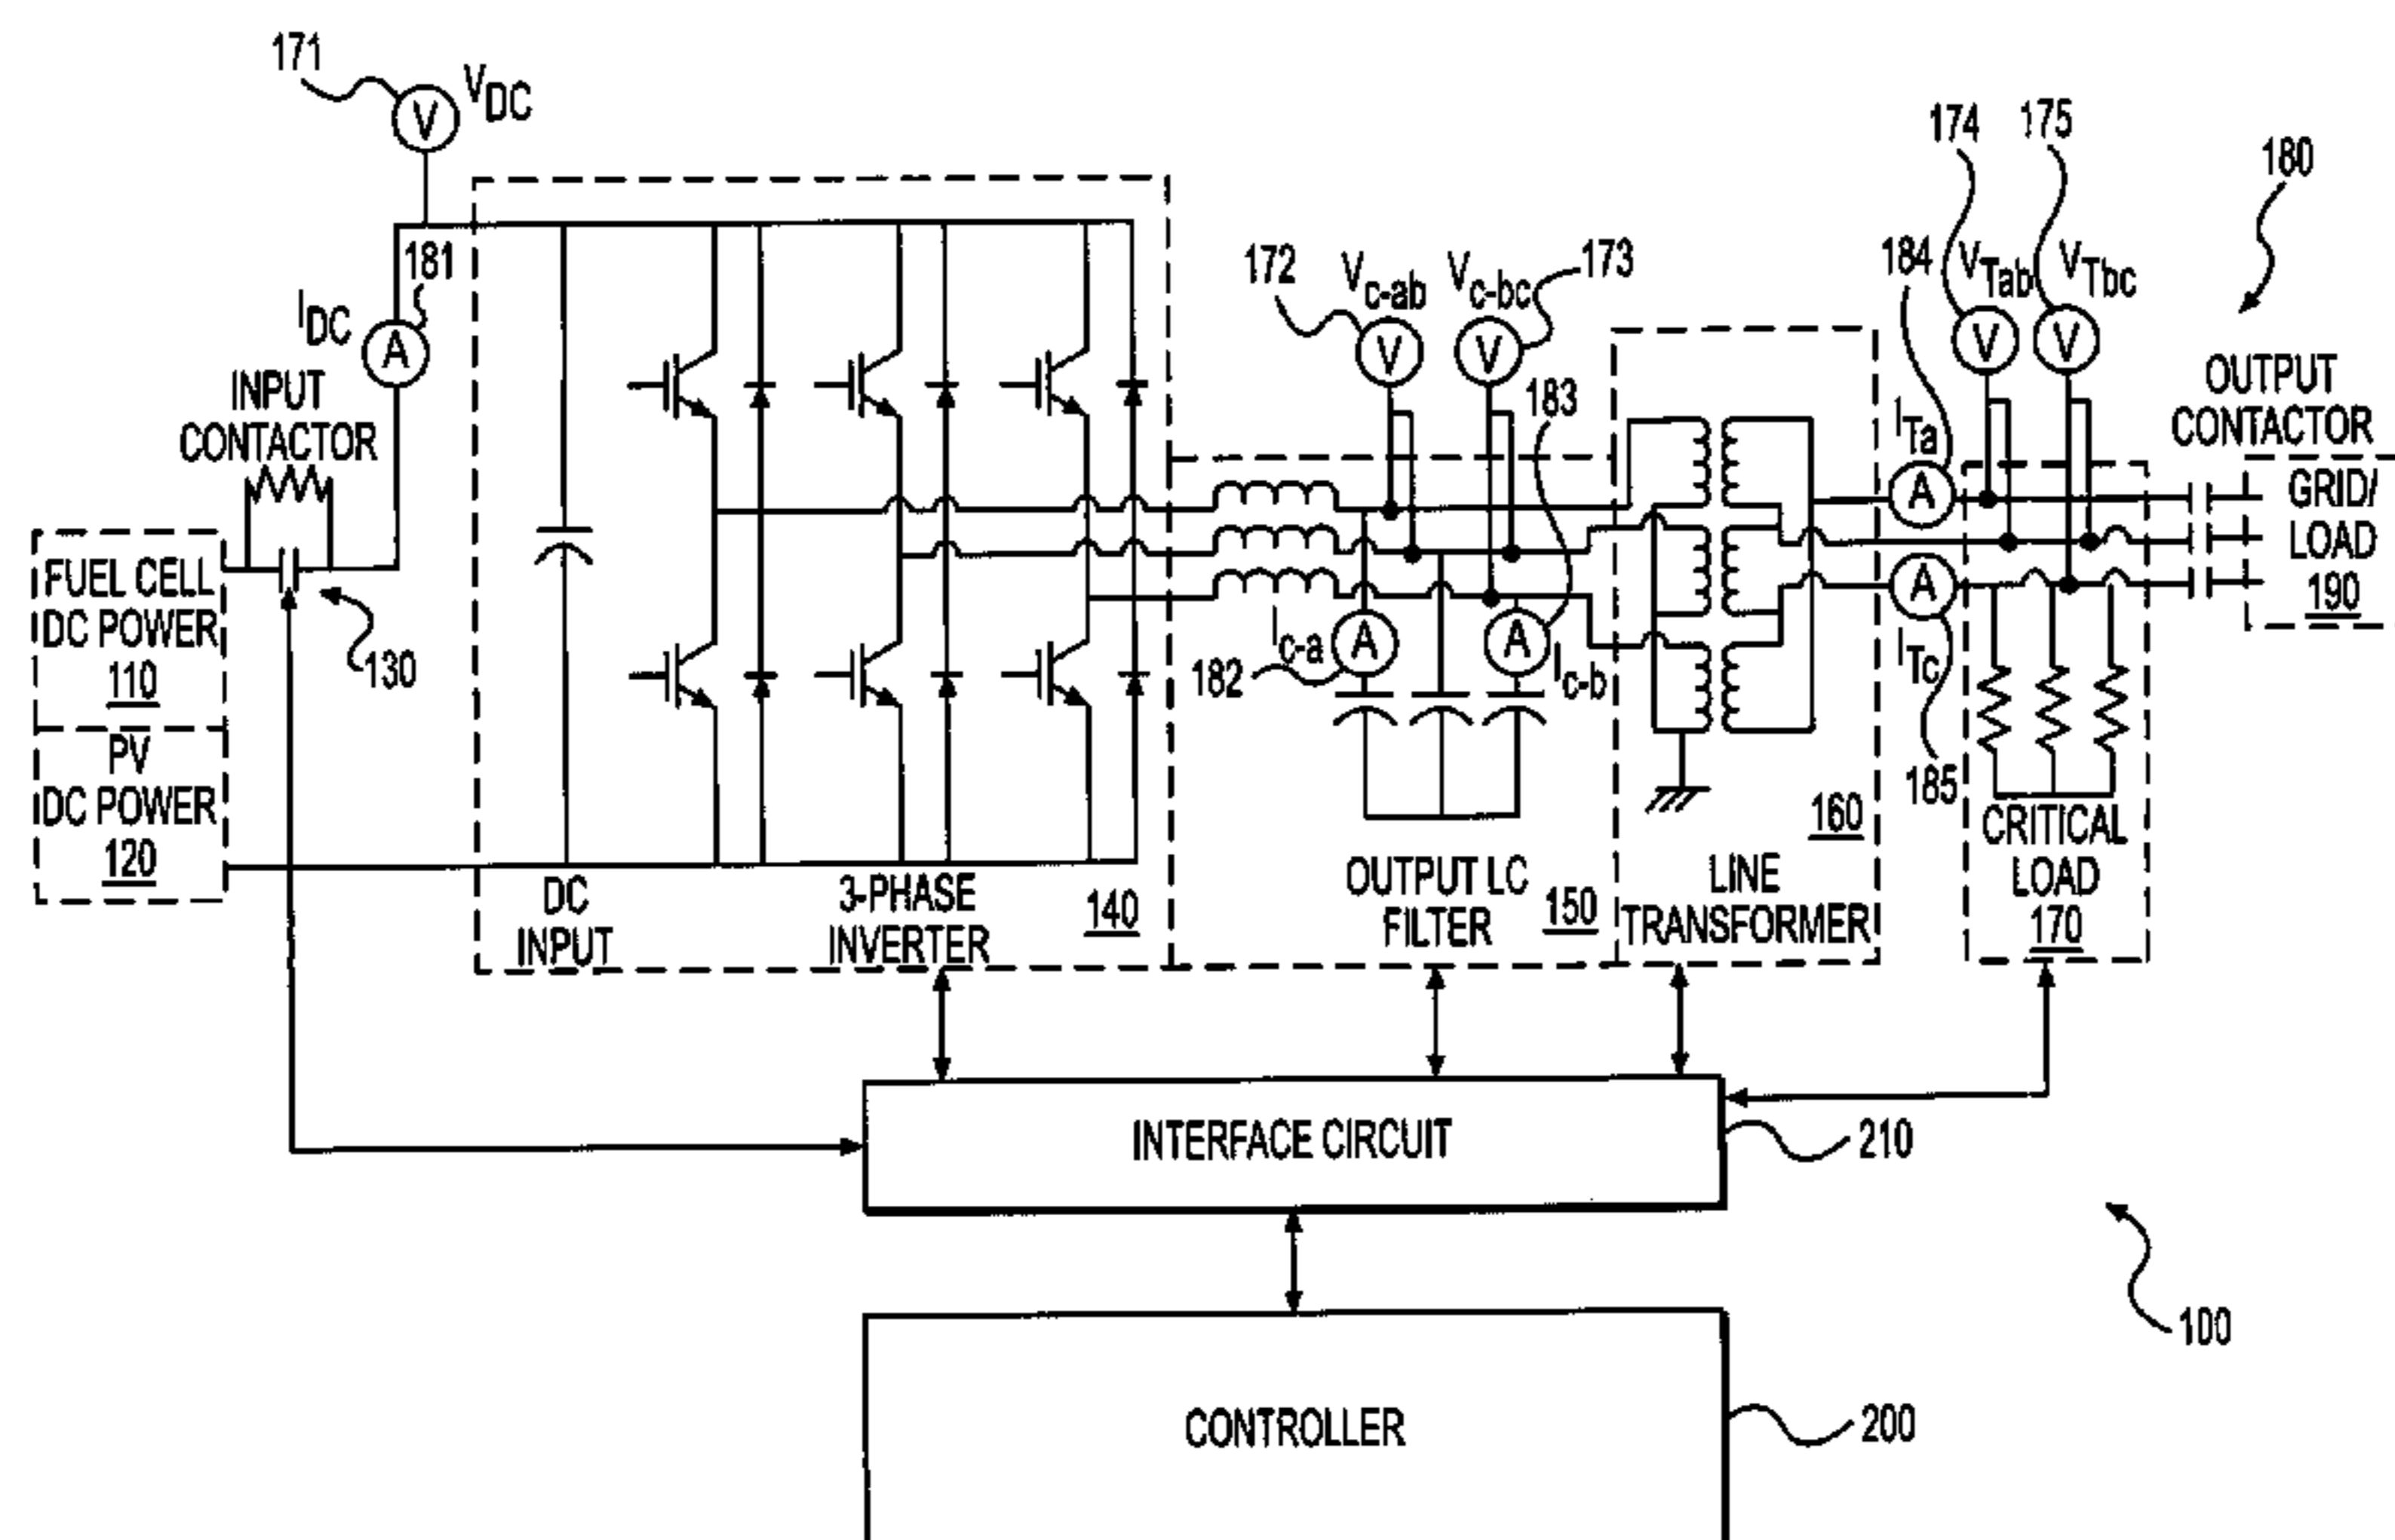 171
V
VDC
174
175
180
181
IDC
A
172
Vc-ab
Vc-bc
173
184
VTab
VTbc
V
V
V
V
INPUT
CONTACTOR
183
ITa
OUTPUT
CONTACTOR
A
GRID/
LOAD
190
FUEL CELL
DC POWER
110
130
Ic-a
A
A
Ic-b
182
A
ITc
185
PV
DC POWER
120
160
CRITICAL
LOAD
170
DC
INPUT
3-PHASE
INVERTER
140
OUTPUT LC
FILTER
150
LINE
TRANSFORMER
INTERFACE CIRCUIT
210
100
CONTROLLER
200